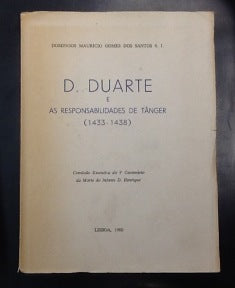 DOMINGOS MAURICIO GOMES DOS SANTOS S. I.
D. DUARTE
E
AS RESPONSABILIDADES DE TÂNGER
(1433-1438)
Comissão Executiva do V Centenário
da Morte do Infante D. Henrique
LISBOA, 1960